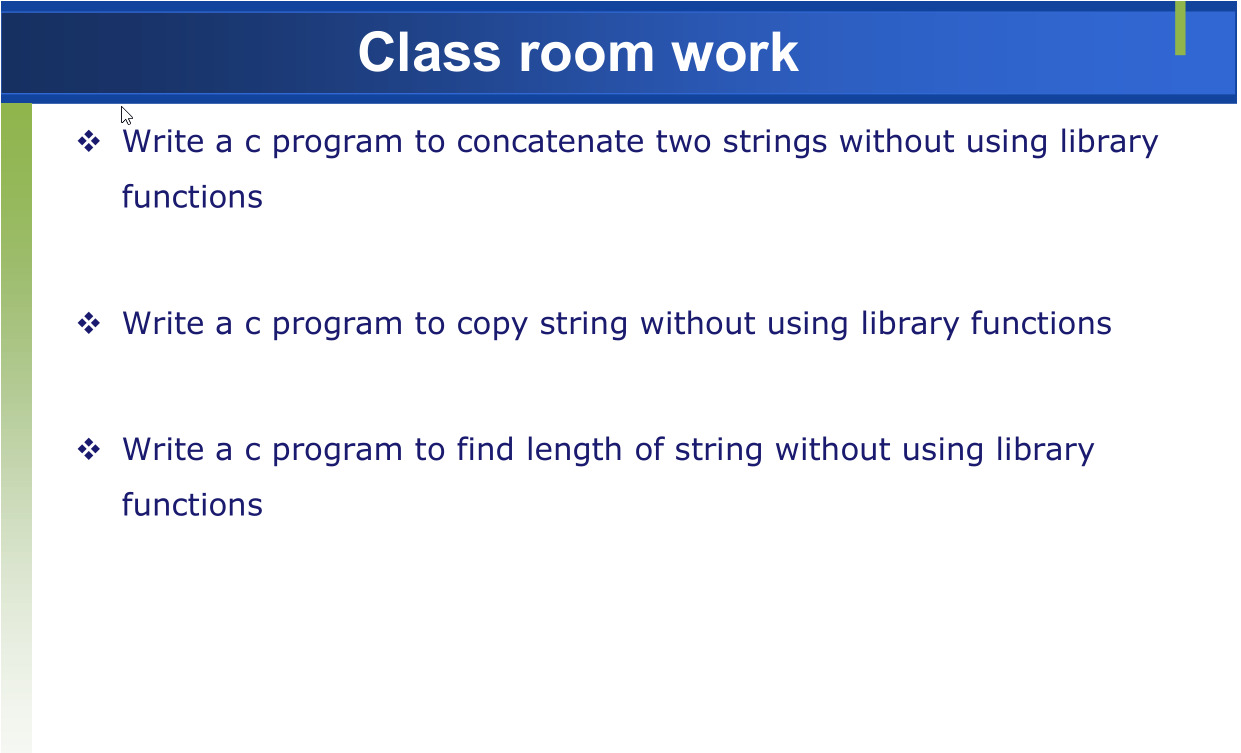 Class room work
❖ Write a c program to concatenate two strings without using library
functions
❖ Write a c program to copy string without using library functions
❖ Write a c program to find length of string without using library
functions